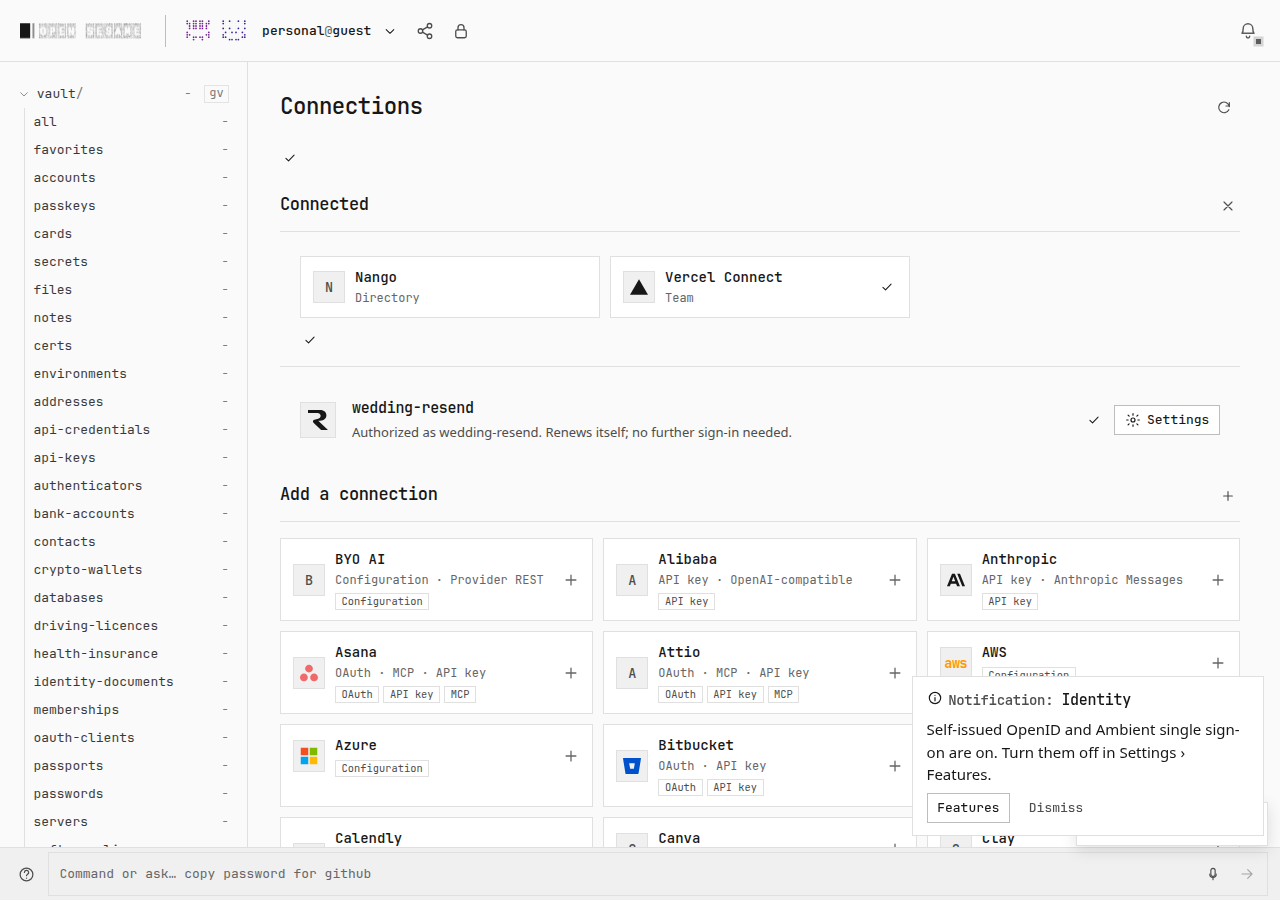 OPEN SESAME
personal@guest
vault/ - gv
all -
favorites -
accounts -
passkeys -
cards -
secrets -
files -
notes -
certs -
environments -
addresses -
api-credentials -
api-keys -
authenticators -
bank-accounts -
contacts -
crypto-wallets -
databases -
driving-licences -
health-insurance -
identity-documents -
memberships -
oauth-clients -
passports -
passwords -
servers -
Connections
Connected
N
Nango
Directory
Vercel Connect
Team
wedding-resend
Authorized as wedding-resend. Renews itself; no further sign-in needed.
Settings
Add a connection
B
BYO AI
Configuration · Provider REST
Configuration
A
Alibaba
API key · OpenAI-compatible
API key
Anthropic
API key · Anthropic Messages
API key
Asana
OAuth · MCP · API key
OAuth API key MCP
A
Attio
OAuth · MCP · API key
OAuth API key MCP
aws
AWS
Configuration
Azure
Configuration
Bitbucket
OAuth · API key
OAuth API key
Calendly
Canva
Clay
Notification: Identity
Self-issued OpenID and Ambient single sign-
on are on. Turn them off in Settings ›
Features.
Features Dismiss
Command or ask… copy password for github